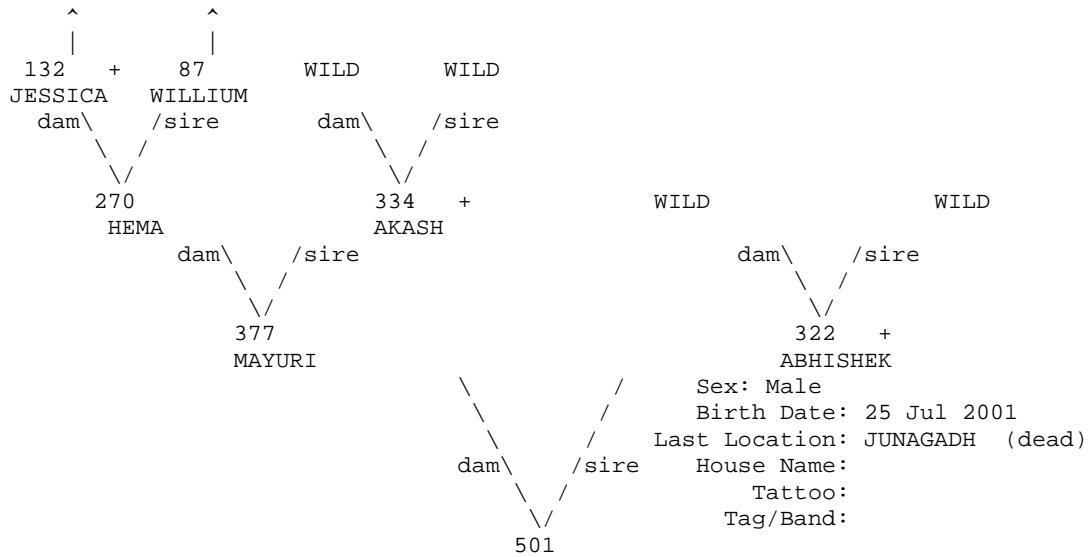 ^ ^
| |
132 + 87 WILD WILD
JESSICA WILLIUM
dam\ /sire dam\ /sire
\ / \ /
\/ \/
270 334 + WILD WILD
HEMA AKASH
dam\ /sire dam\ /sire
\ / \ /
\/ \/
377 322 +
MAYURI ABHISHEK
\ / Sex: Male
\ / Birth Date: 25 Jul 2001
\ / Last Location: JUNAGADH (dead)
dam\ /sire House Name:
\ / Tattoo:
\/ Tag/Band:
501